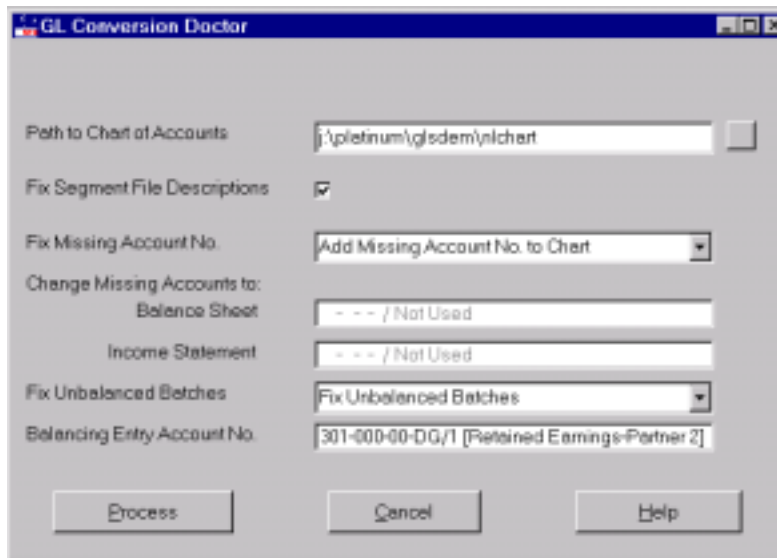 GL Conversion Doctor
Path to Chart of Accounts j:\platinum\glsdem\nlchart
Fix Segment File Descriptions
Fix Missing Account No. Add Missing Account No. to Chart
Change Missing Accounts to:
Balance Sheet - - - / Not Used
Income Statement - - - / Not Used
Fix Unbalanced Batches Fix Unbalanced Batches
Balancing Entry Account No. 301-000-00-DG/1 [Retained Earnings-Partner 2]
Process Cancel Help